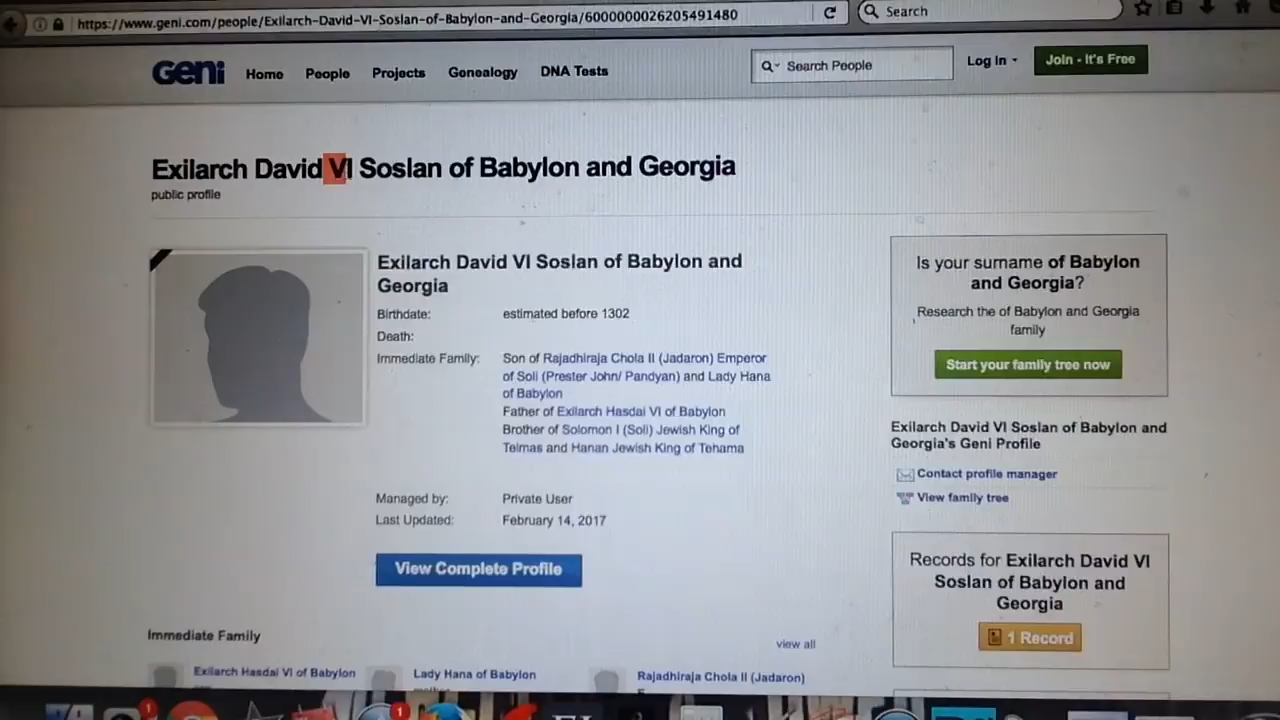 https://www.geni.com/people/Exilarch-David-VI-Soslan-of-Babylon-and-Georgia/6000000026205491480
Search
Geni Home People Projects Genealogy DNA Tests
Search People
Log In
Join - It's Free
Exilarch David VI Soslan of Babylon and Georgia
public profile
Exilarch David VI Soslan of Babylon and
Georgia
Birthdate: estimated before 1302
Death:
Immediate Family: Son of Rajadhiraja Chola II (Jadaron) Emperor
of Soli (Prester John/ Pandyan) and Lady Hana
of Babylon
Father of Exilarch Hasdai VI of Babylon
Brother of Solomon I (Soli) Jewish King of
Telmas and Hanan Jewish King of Tehama
Managed by: Private User
Last Updated: February 14, 2017
View Complete Profile
Is your surname of Babylon
and Georgia?
Research the of Babylon and Georgia
family
Start your family tree now
Exilarch David VI Soslan of Babylon and
Georgia's Geni Profile
Contact profile manager
View family tree
Records for Exilarch David VI
Soslan of Babylon and
Georgia
1 Record
Immediate Family
view all
Exilarch Hasdai VI of Babylon
Lady Hana of Babylon
Rajadhiraja Chola II (Jadaron)